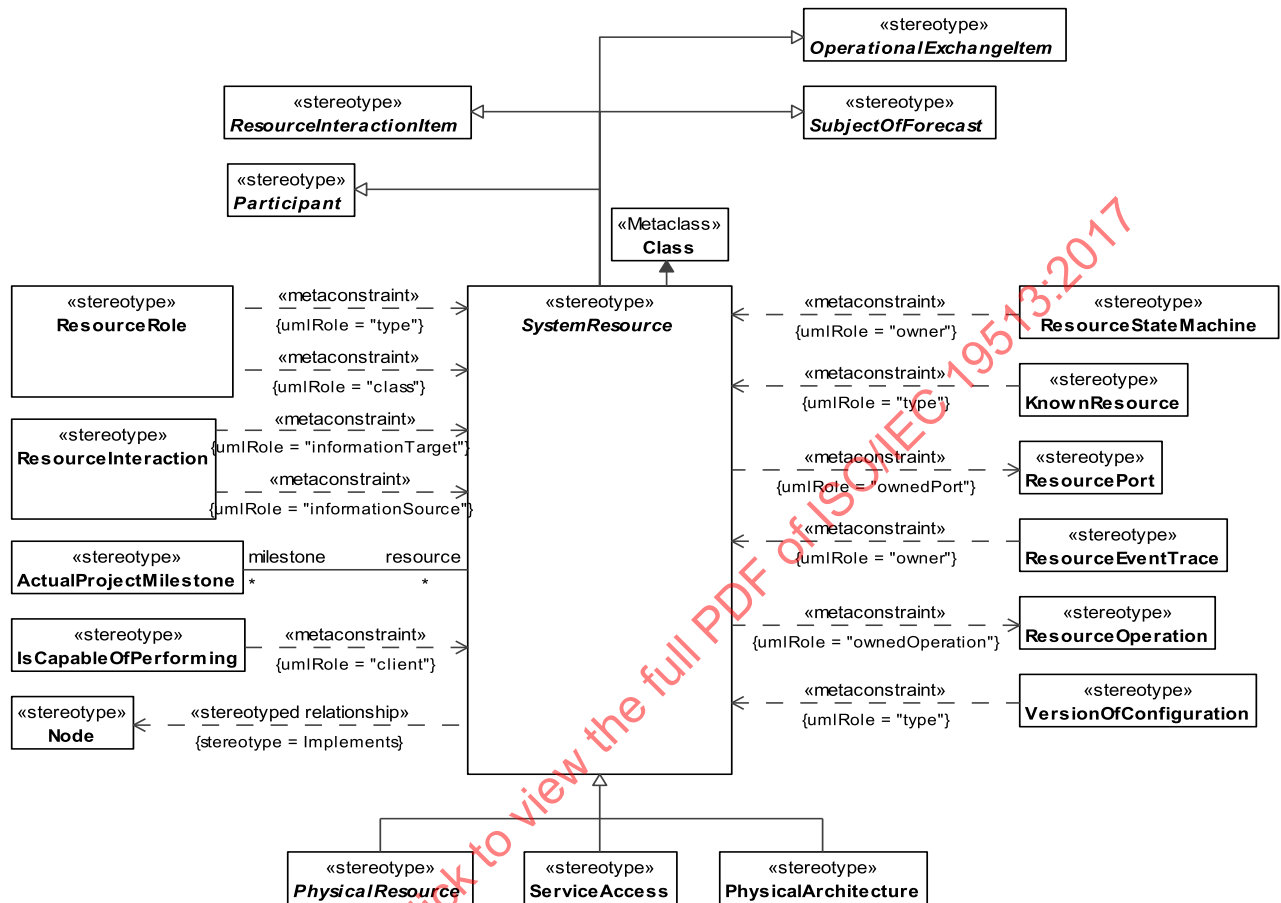 «stereotype»
OperationalExchangeItem
«stereotype»
ResourceInteractionItem
«stereotype»
SubjectOfForecast
«stereotype»
Participant
«Metaclass»
Class
«stereotype»
ResourceRole
«metaconstraint»
{umlRole = "type"}
«metaconstraint»
{umlRole = "class"}
«stereotype»
ResourceInteraction
«metaconstraint»
{umlRole = "informationTarget"}
«metaconstraint»
{umlRole = "informationSource"}
«stereotype»
ActualProjectMilestone
milestone resource
* *
«stereotype»
IsCapableOfPerforming
«metaconstraint»
{umlRole = "client"}
«stereotype»
Node
«stereotyped relationship»
{stereotype = Implements}
«stereotype»
SystemResource
«metaconstraint»
{umlRole = "owner"}
«stereotype»
ResourceStateMachine
«metaconstraint»
{umlRole = "type"}
«stereotype»
KnownResource
«metaconstraint»
{umlRole = "ownedPort"}
«stereotype»
ResourcePort
«metaconstraint»
{umlRole = "owner"}
«stereotype»
ResourceEventTrace
«metaconstraint»
{umlRole = "ownedOperation"}
«stereotype»
ResourceOperation
«metaconstraint»
{umlRole = "type"}
«stereotype»
VersionOfConfiguration
«stereotype»
PhysicalResource
«stereotype»
ServiceAccess
«stereotype»
PhysicalArchitecture
to view the full PDF of ISO/IEC 19513:2017